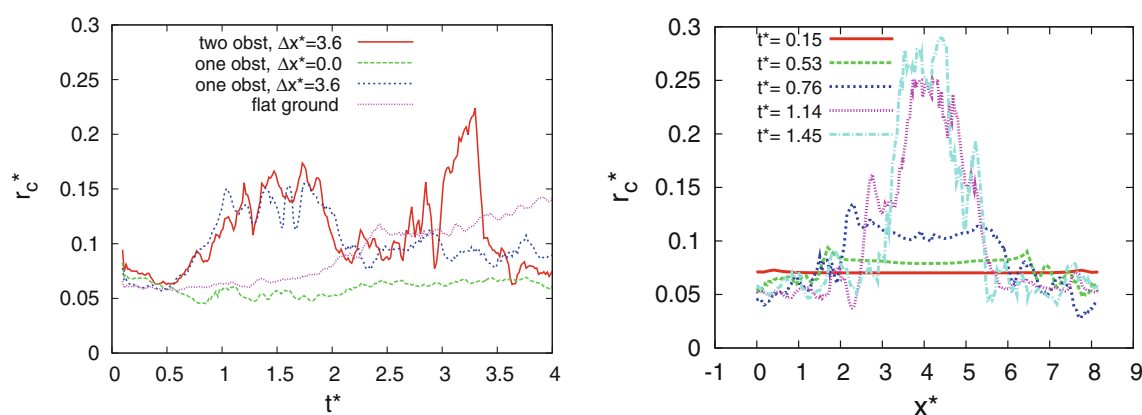 0.3
0.25
0.2
0.15
0.1
0.05
0
r_c*
two obst, Δx*=3.6
one obst, Δx*=0.0
one obst, Δx*=3.6
flat ground
0 0.5 1 1.5 2 2.5 3 3.5 4
t*
0.3
0.25
0.2
0.15
0.1
0.05
0
r_c*
t*= 0.15
t*= 0.53
t*= 0.76
t*= 1.14
t*= 1.45
-1 0 1 2 3 4 5 6 7 8 9
x*